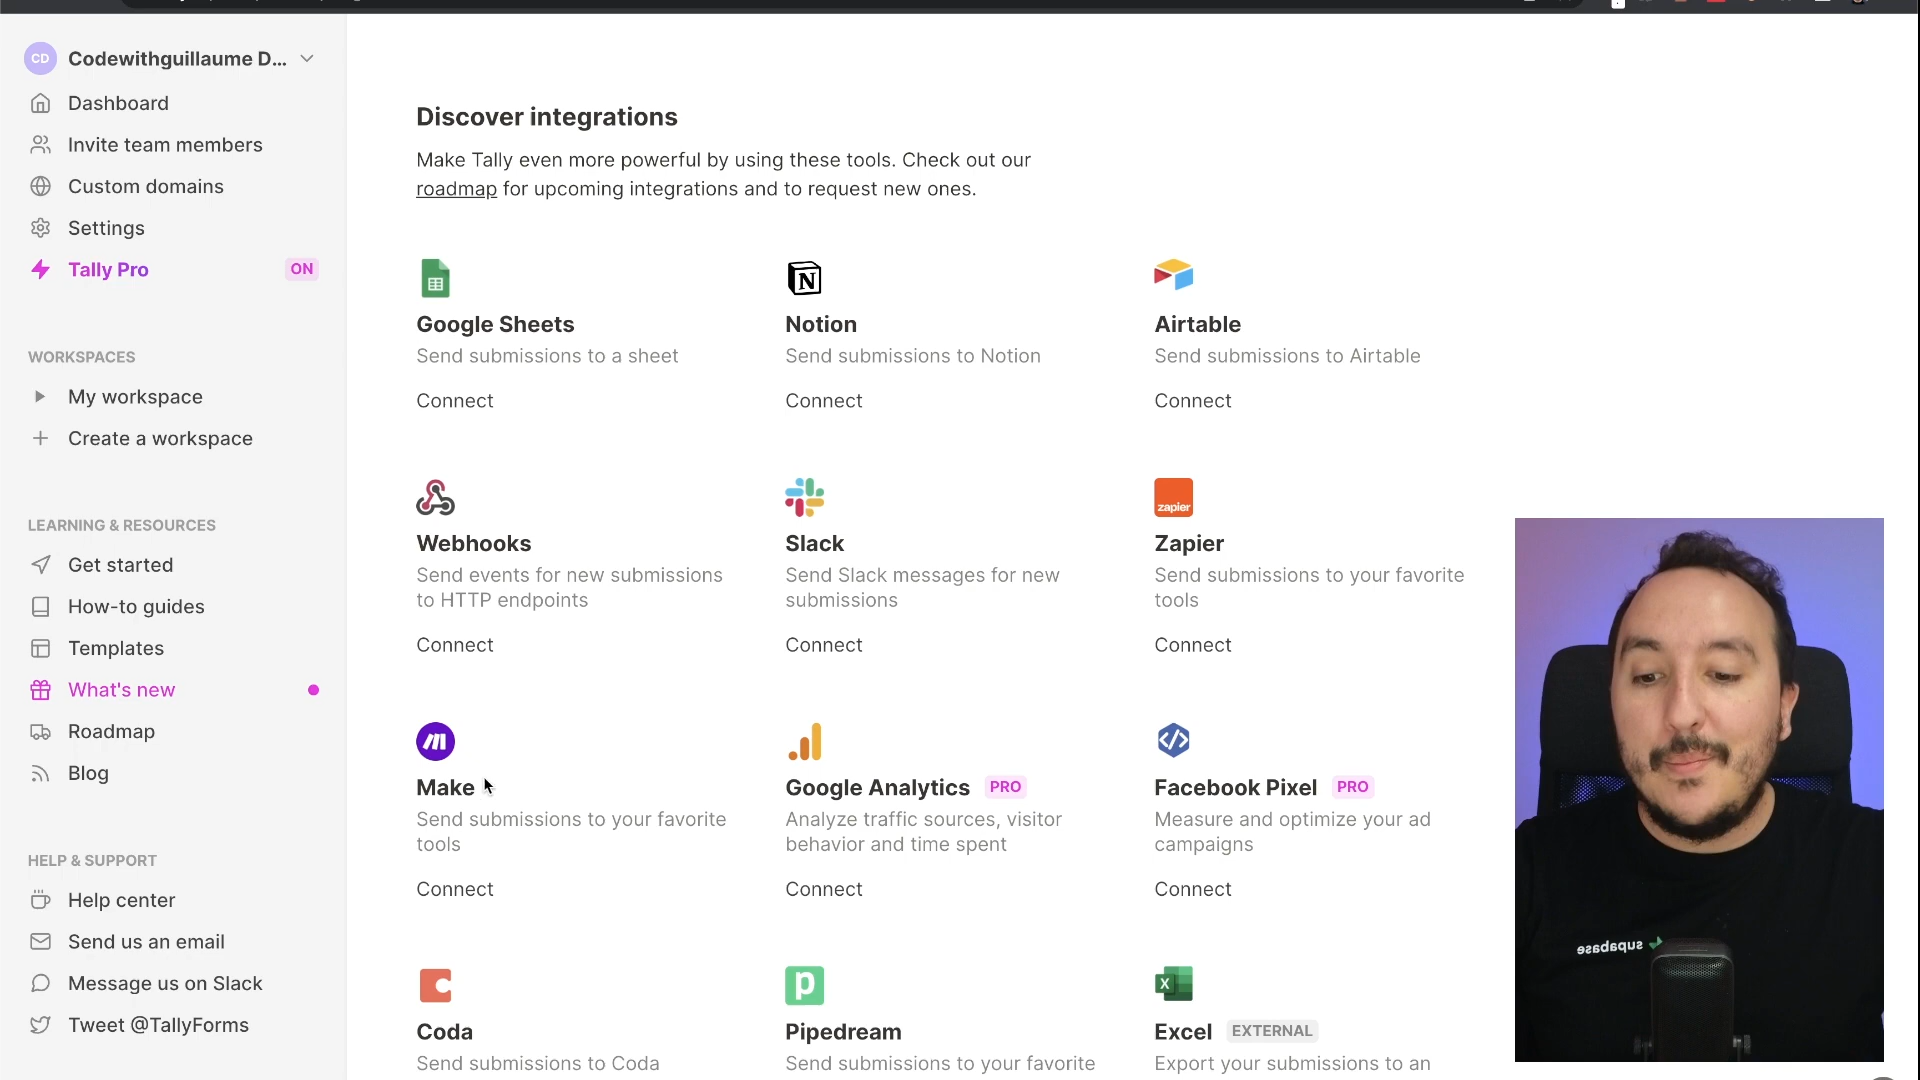 CD Codewithguillaume D...
Dashboard
Invite team members
Custom domains
Settings
Tally Pro ON
WORKSPACES
My workspace
Create a workspace
LEARNING & RESOURCES
Get started
How-to guides
Templates
What's new
Roadmap
Blog
HELP & SUPPORT
Help center
Send us an email
Message us on Slack
Tweet @TallyForms
Discover integrations
Make Tally even more powerful by using these tools. Check out our
roadmap for upcoming integrations and to request new ones.
Google Sheets
Send submissions to a sheet
Connect
Notion
Send submissions to Notion
Connect
Airtable
Send submissions to Airtable
Connect
Webhooks
Send events for new submissions
to HTTP endpoints
Connect
Slack
Send Slack messages for new
submissions
Connect
zapier
Zapier
Send submissions to your favorite
tools
Connect
Make
Send submissions to your favorite
tools
Connect
Google Analytics PRO
Analyze traffic sources, visitor
behavior and time spent
Connect
Facebook Pixel PRO
Measure and optimize your ad
campaigns
Connect
Coda
Send submissions to Coda
Pipedream
Send submissions to your favorite
Excel EXTERNAL
Export your submissions to an
supabase